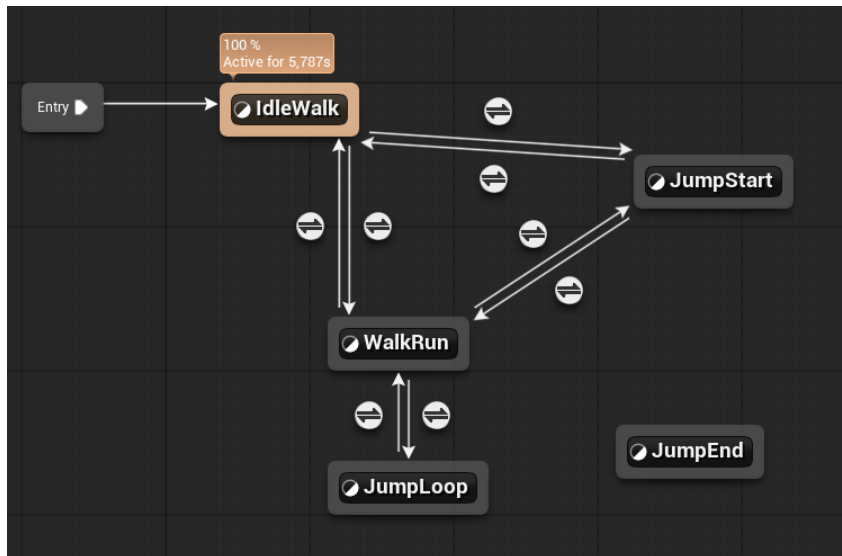 100 %
Active for 5,787s
Entry
IdleWalk
JumpStart
WalkRun
JumpEnd
JumpLoop